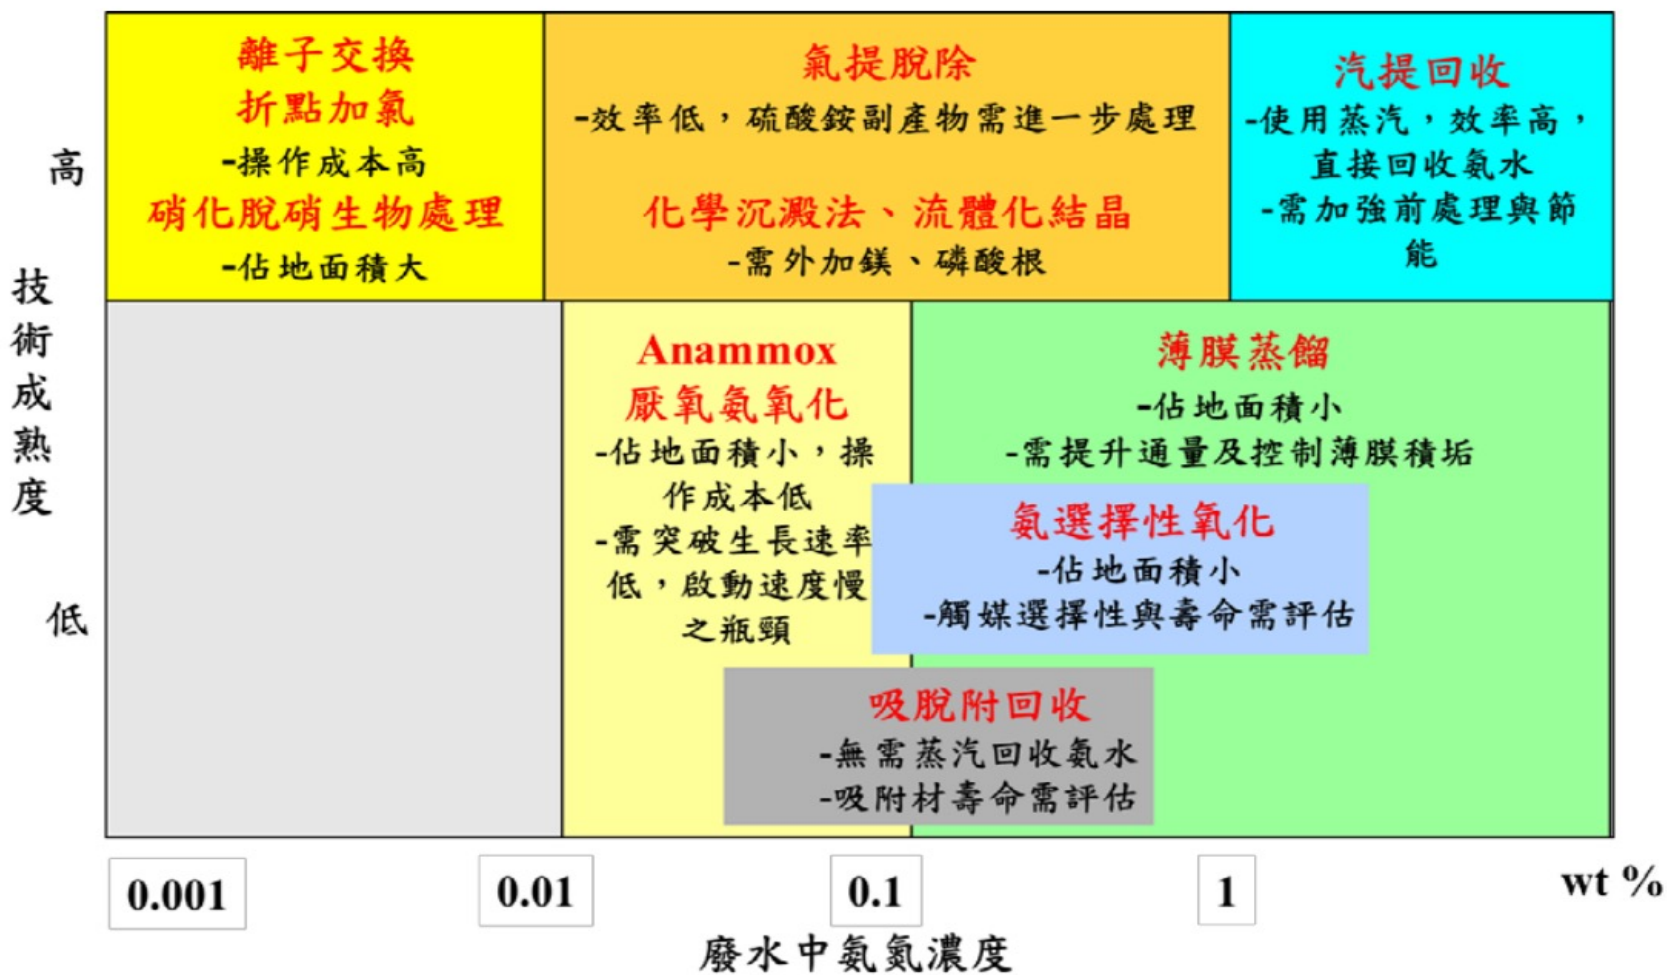 離子交換
折點加氯
-操作成本高
硝化脫硝生物處理
-佔地面積大
氣提脫除
-效率低，硫酸銨副產物需進一步處理
化學沉澱法、流體化結晶
-需外加鎂、磷酸根
汽提回收
-使用蒸汽，效率高，
直接回收氨水
-需加強前處理與節
能
高
技
術
成
熟
度
低
Anammox
厭氧氨氧化
-佔地面積小，操
作成本低
-需突破生長速率
低，啟動速度慢
之瓶頸
薄膜蒸餾
-佔地面積小
-需提升通量及控制薄膜積垢
氨選擇性氧化
-佔地面積小
-觸媒選擇性與壽命需評估
吸脫附回收
-無需蒸汽回收氨水
-吸附材壽命需評估
0.001
0.01
0.1
1
wt %
廢水中氨氮濃度